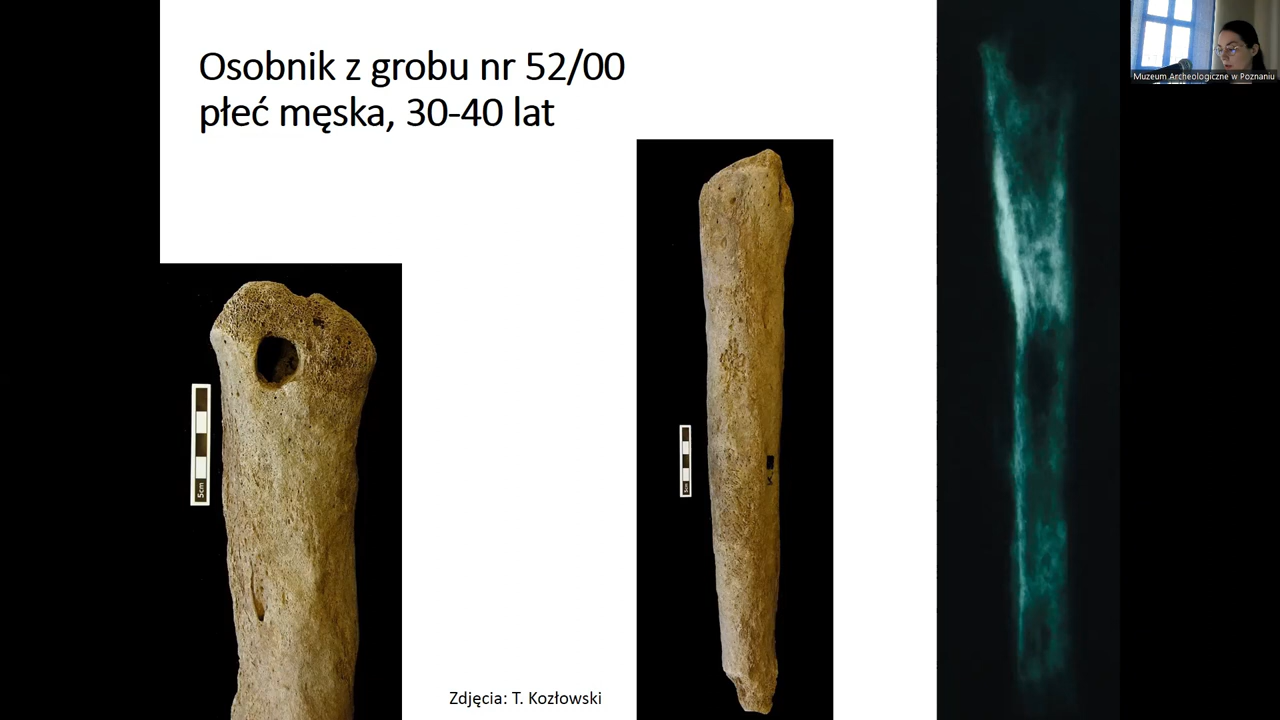 Osobnik z grobu nr 52/00
płeć męska, 30-40 lat
Muzeum Archeologiczne w Poznaniu
5cm
Zdjęcia: T. Kozłowski